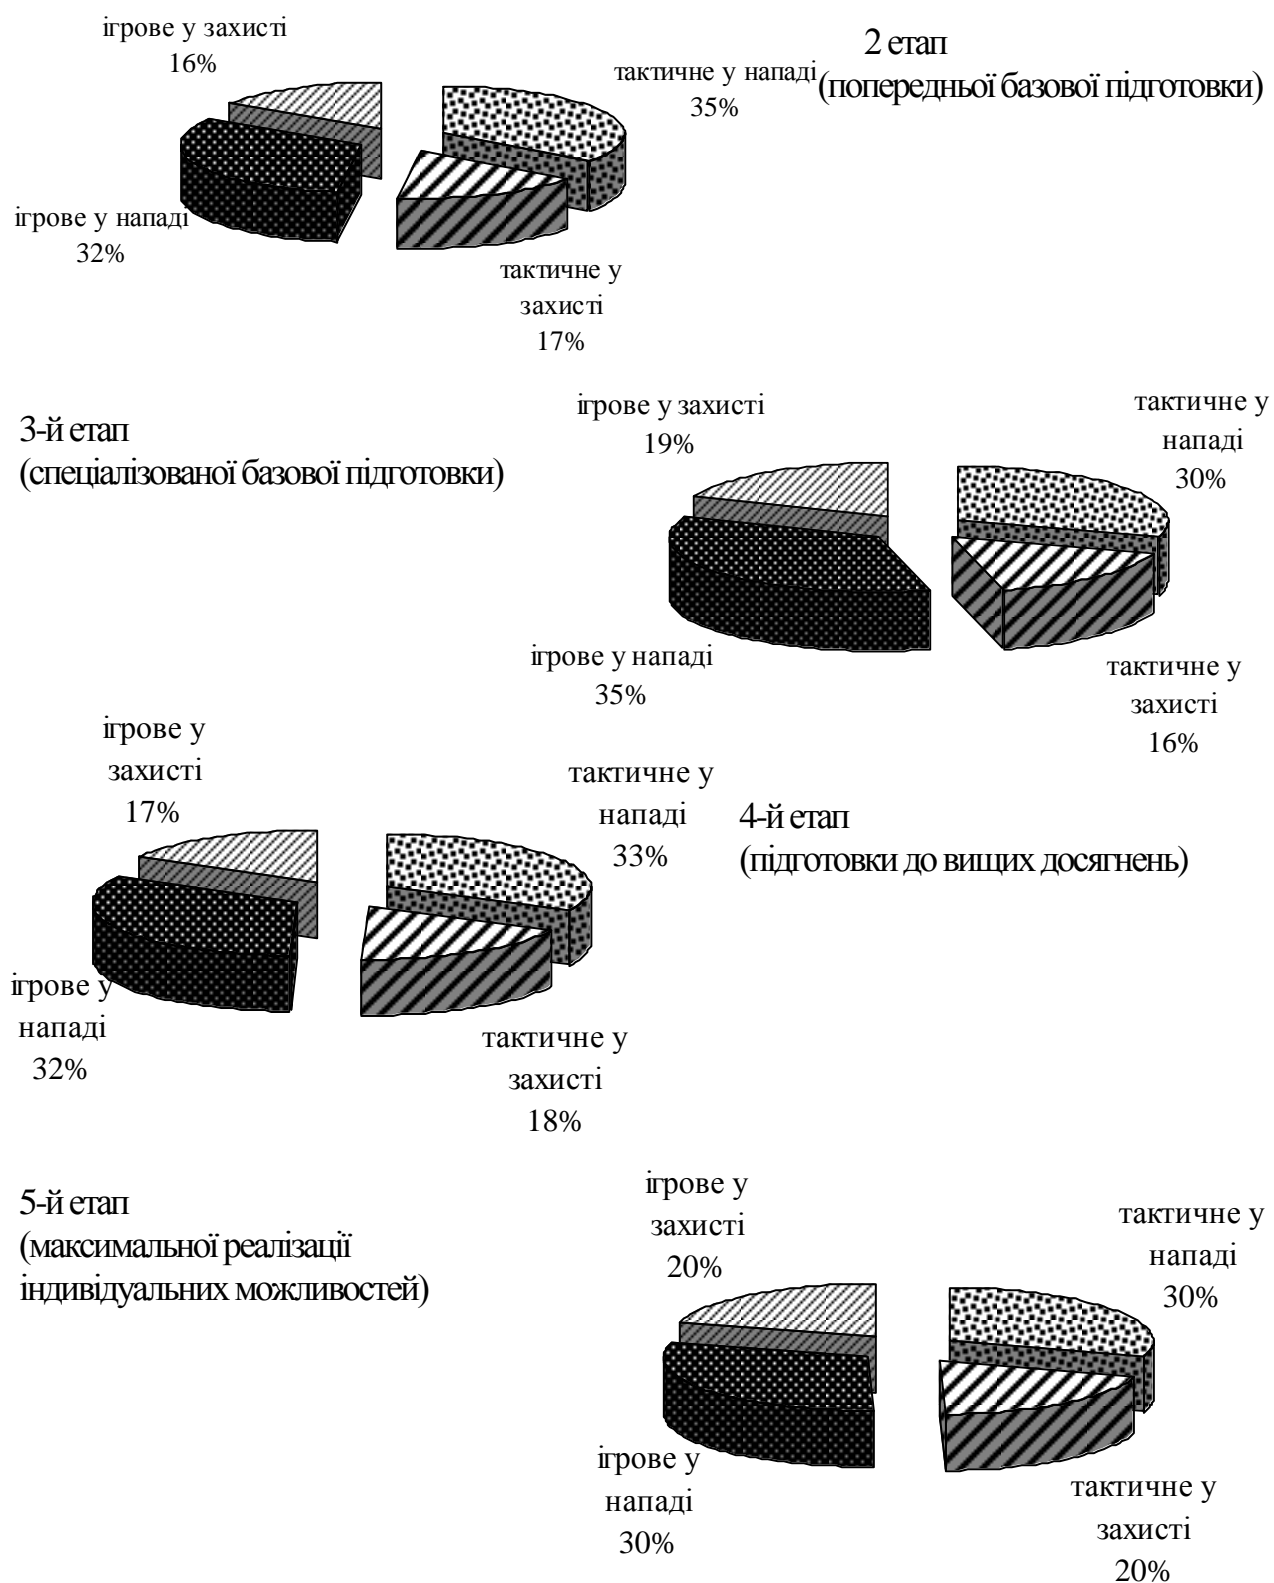 ігрове у захисті
16%
2 етап
(попередньої базової підготовки)
тактичне у нападі
35%
ігрове у нападі
32%
тактичне у
захисті
17%
3-й етап
(спеціалізованої базової підготовки)
ігрове у захисті
19%
тактичне у
нападі
30%
ігрове у нападі
35%
тактичне у
захисті
16%
ігрове у
захисті
17%
тактичне у
нападі
33%
4-й етап
(підготовки до вищих досягнень)
ігрове у
нападі
32%
тактичне у
захисті
18%
5-й етап
(максимальної реалізації
індивідуальних можливостей)
ігрове у
захисті
20%
тактичне у
нападі
30%
ігрове у
нападі
30%
тактичне у
захисті
20%